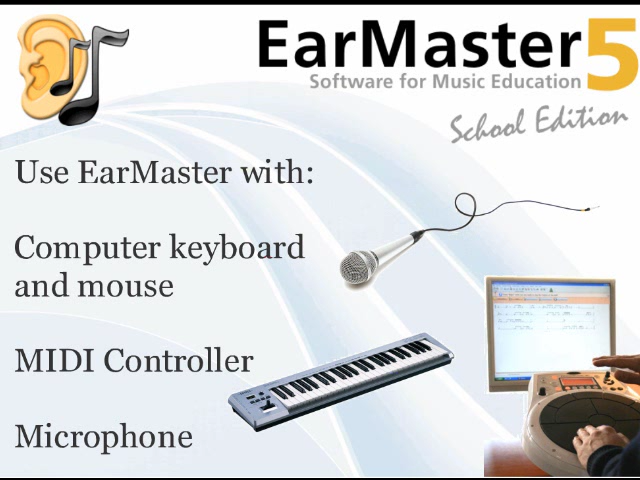 EarMaster5
Software for Music Education
School Edition
Use EarMaster with:
Computer keyboard
and mouse
MIDI Controller
Microphone